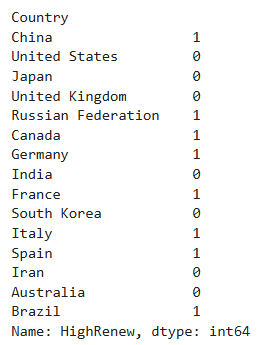 Country
China 1
United States 0
Japan 0
United Kingdom 0
Russian Federation 1
Canada 1
Germany 1
India 0
France 1
South Korea 0
Italy 1
Spain 1
Iran 0
Australia 0
Brazil 1
Name: HighRenew, dtype: int64